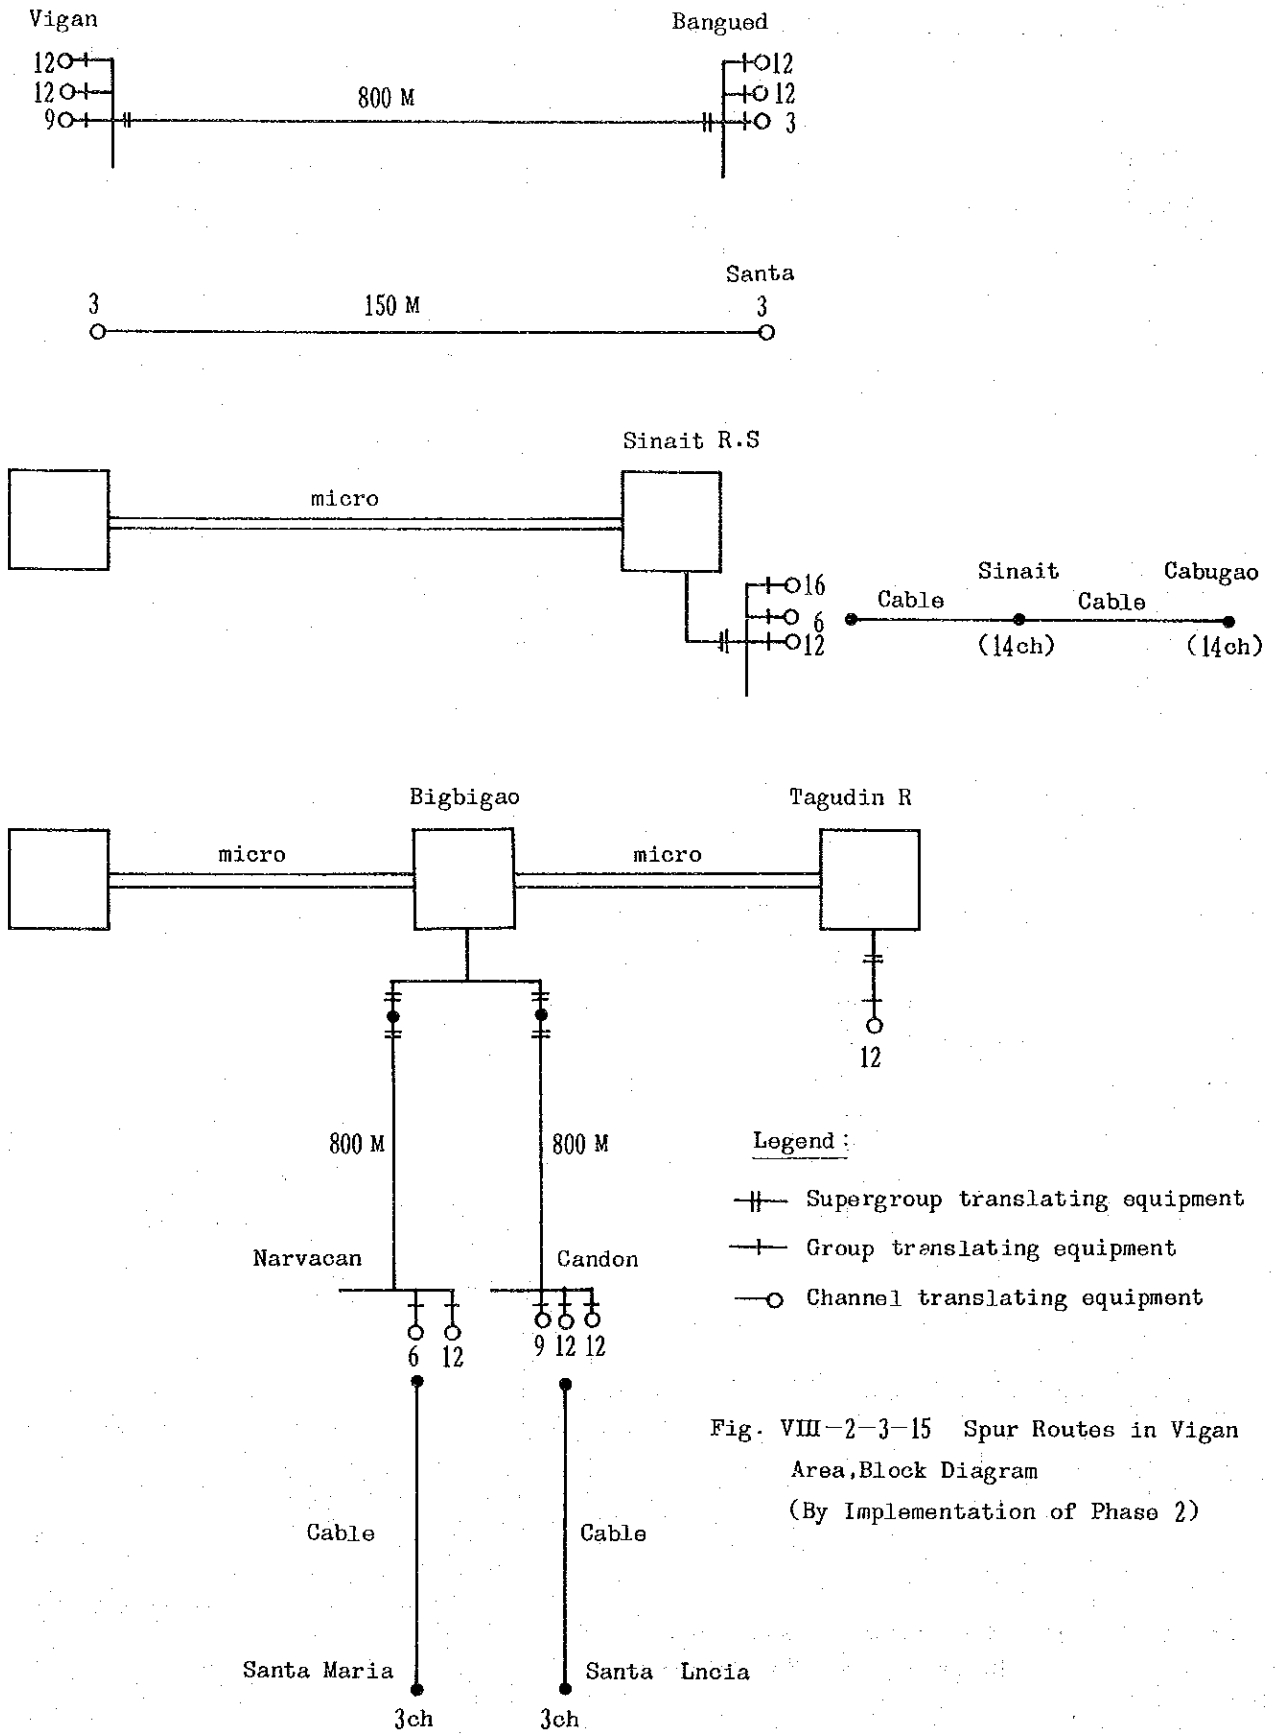 Vigan
Bangued
12
12
9
800 M
12
12
3
Santa
3
150 M
3
Sinait R.S
micro
16
6
12
Cable
Sinait
Cable
Cabugao
(14ch)
(14ch)
Bigbigao
Tagudin R
micro
micro
12
800 M
800 M
Legend :
Supergroup translating equipment
Group translating equipment
Channel translating equipment
Narvacan
Candon
6 12
9 12 12
Fig. VIII-2-3-15 Spur Routes in Vigan
Area, Block Diagram
(By Implementation of Phase 2)
Cable
Cable
Santa Maria
Santa Lncia
3ch
3ch